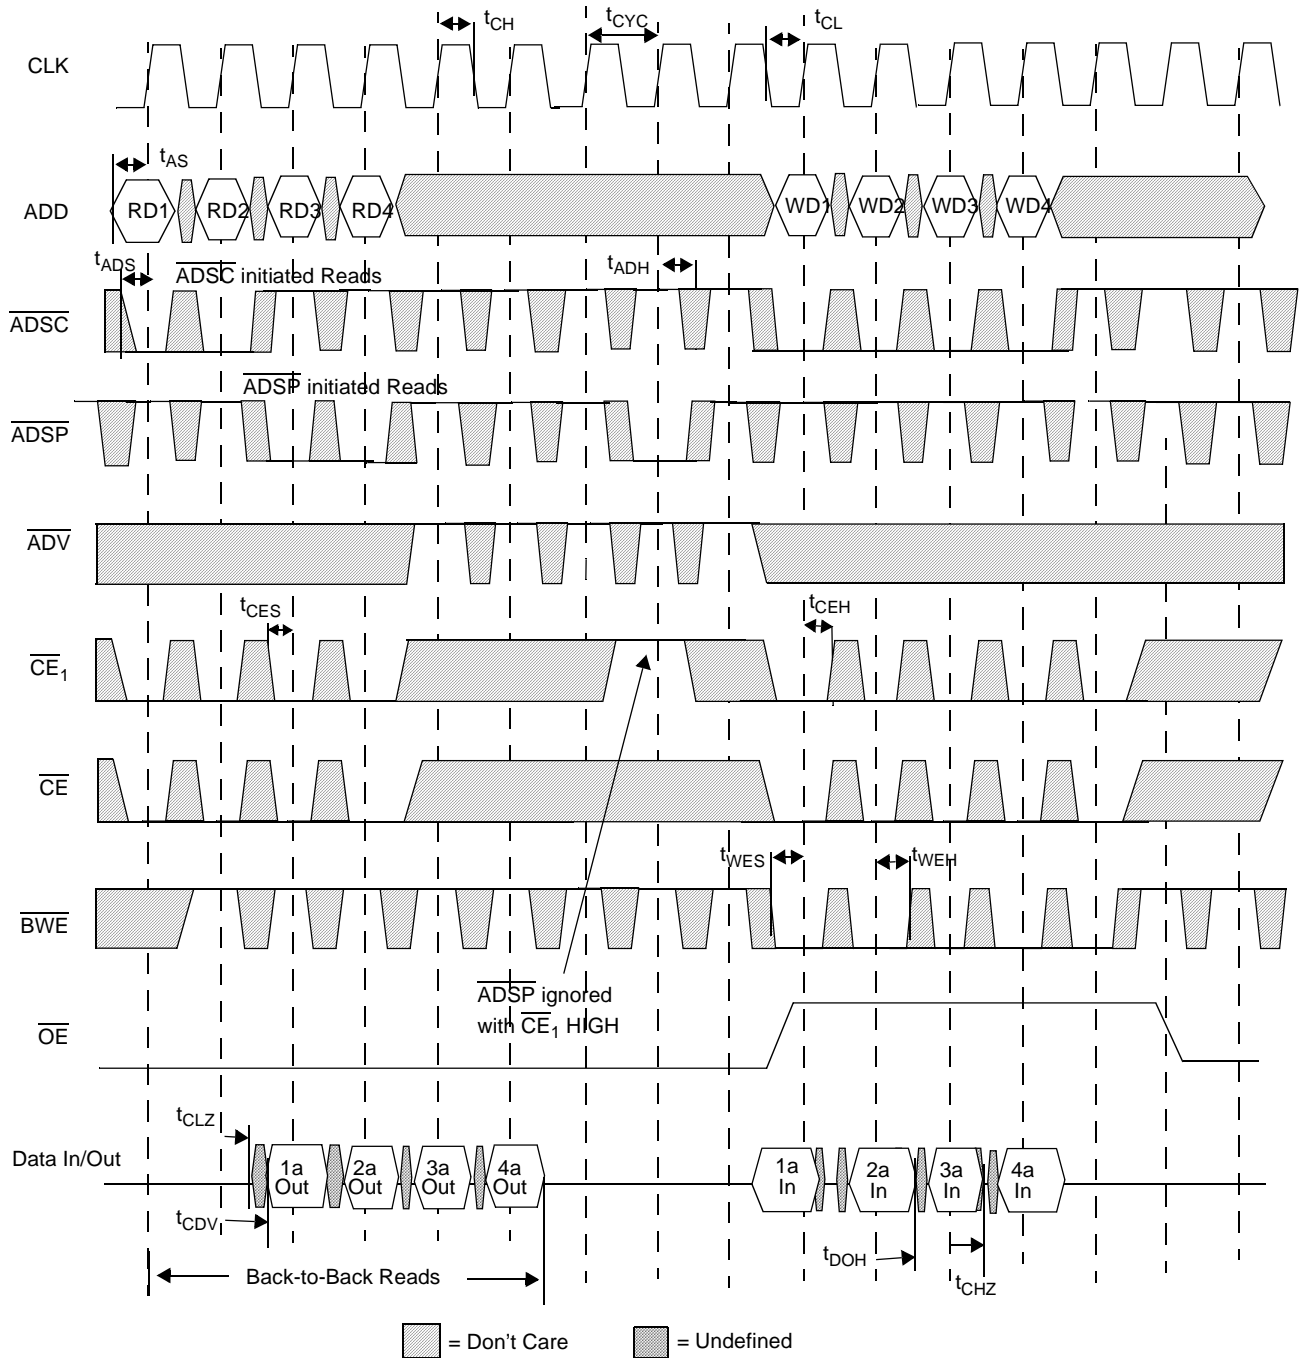 tCH tCYC tCL
CLK
tAS
ADD RD1 RD2 RD3 RD4 WD1 WD2 WD3 WD4
tADS ADSC initiated Reads tADH
ADSC
ADSP initiated Reads
ADSP
ADV
tCES tCEH
CE1
CE
tWES tWEH
BWE
ADSP ignored
with CE1 HIGH
OE
tCLZ
Data In/Out
1a Out
2a Out
3a Out
4a Out
1a In
2a In
3a In
4a In
tCDV
tDOH
tCHZ
Back-to-Back Reads
= Don't Care = Undefined